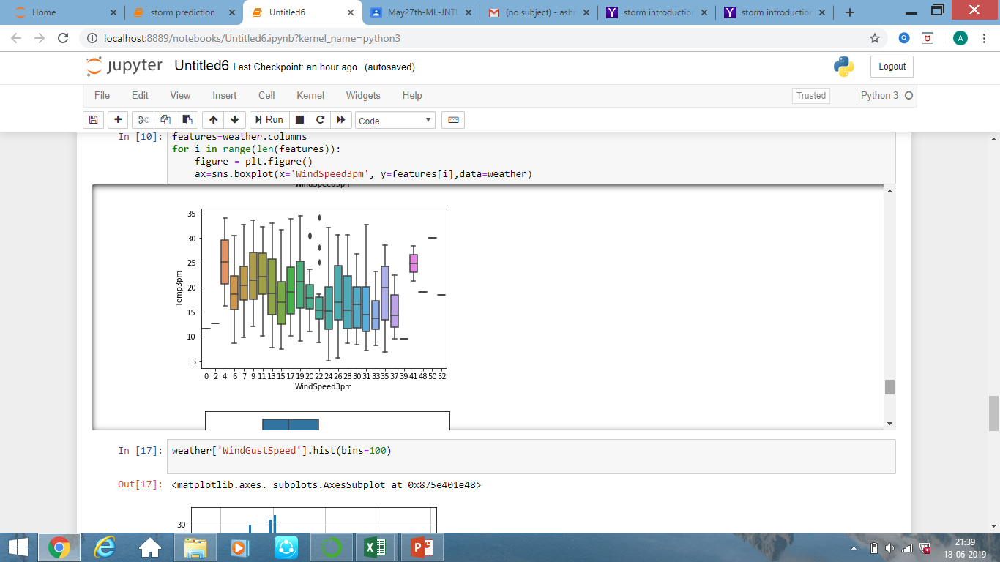 Home
storm prediction
Untitled6
May27th-ML-JNTU
(no subject) - ashr
storm introduction
storm introduction
localhost:8889/notebooks/Untitled6.ipynb?kernel_name=python3
A
jupyter Untitled6 Last Checkpoint: an hour ago (autosaved)
Logout
File Edit View Insert Cell Kernel Widgets Help
Trusted
Python 3
Run
Code
In [10]: features=weather.columns
for i in range(len(features)):
figure = plt.figure()
ax=sns.boxplot(x='WindSpeed3pm', y=features[i],data=weather)
WindSpeed3pm
35
30
25
20
15
10
5
Temp3pm
0 2 4 6 7 9 11 13 15 17 19 20 22 24 26 28 30 31 33 35 37 39 41 48 50 52
WindSpeed3pm
In [17]: weather['WindGustSpeed'].hist(bins=100)
Out[17]: <matplotlib.axes._subplots.AxesSubplot at 0x875e401e48>
30
21:39
18-06-2019